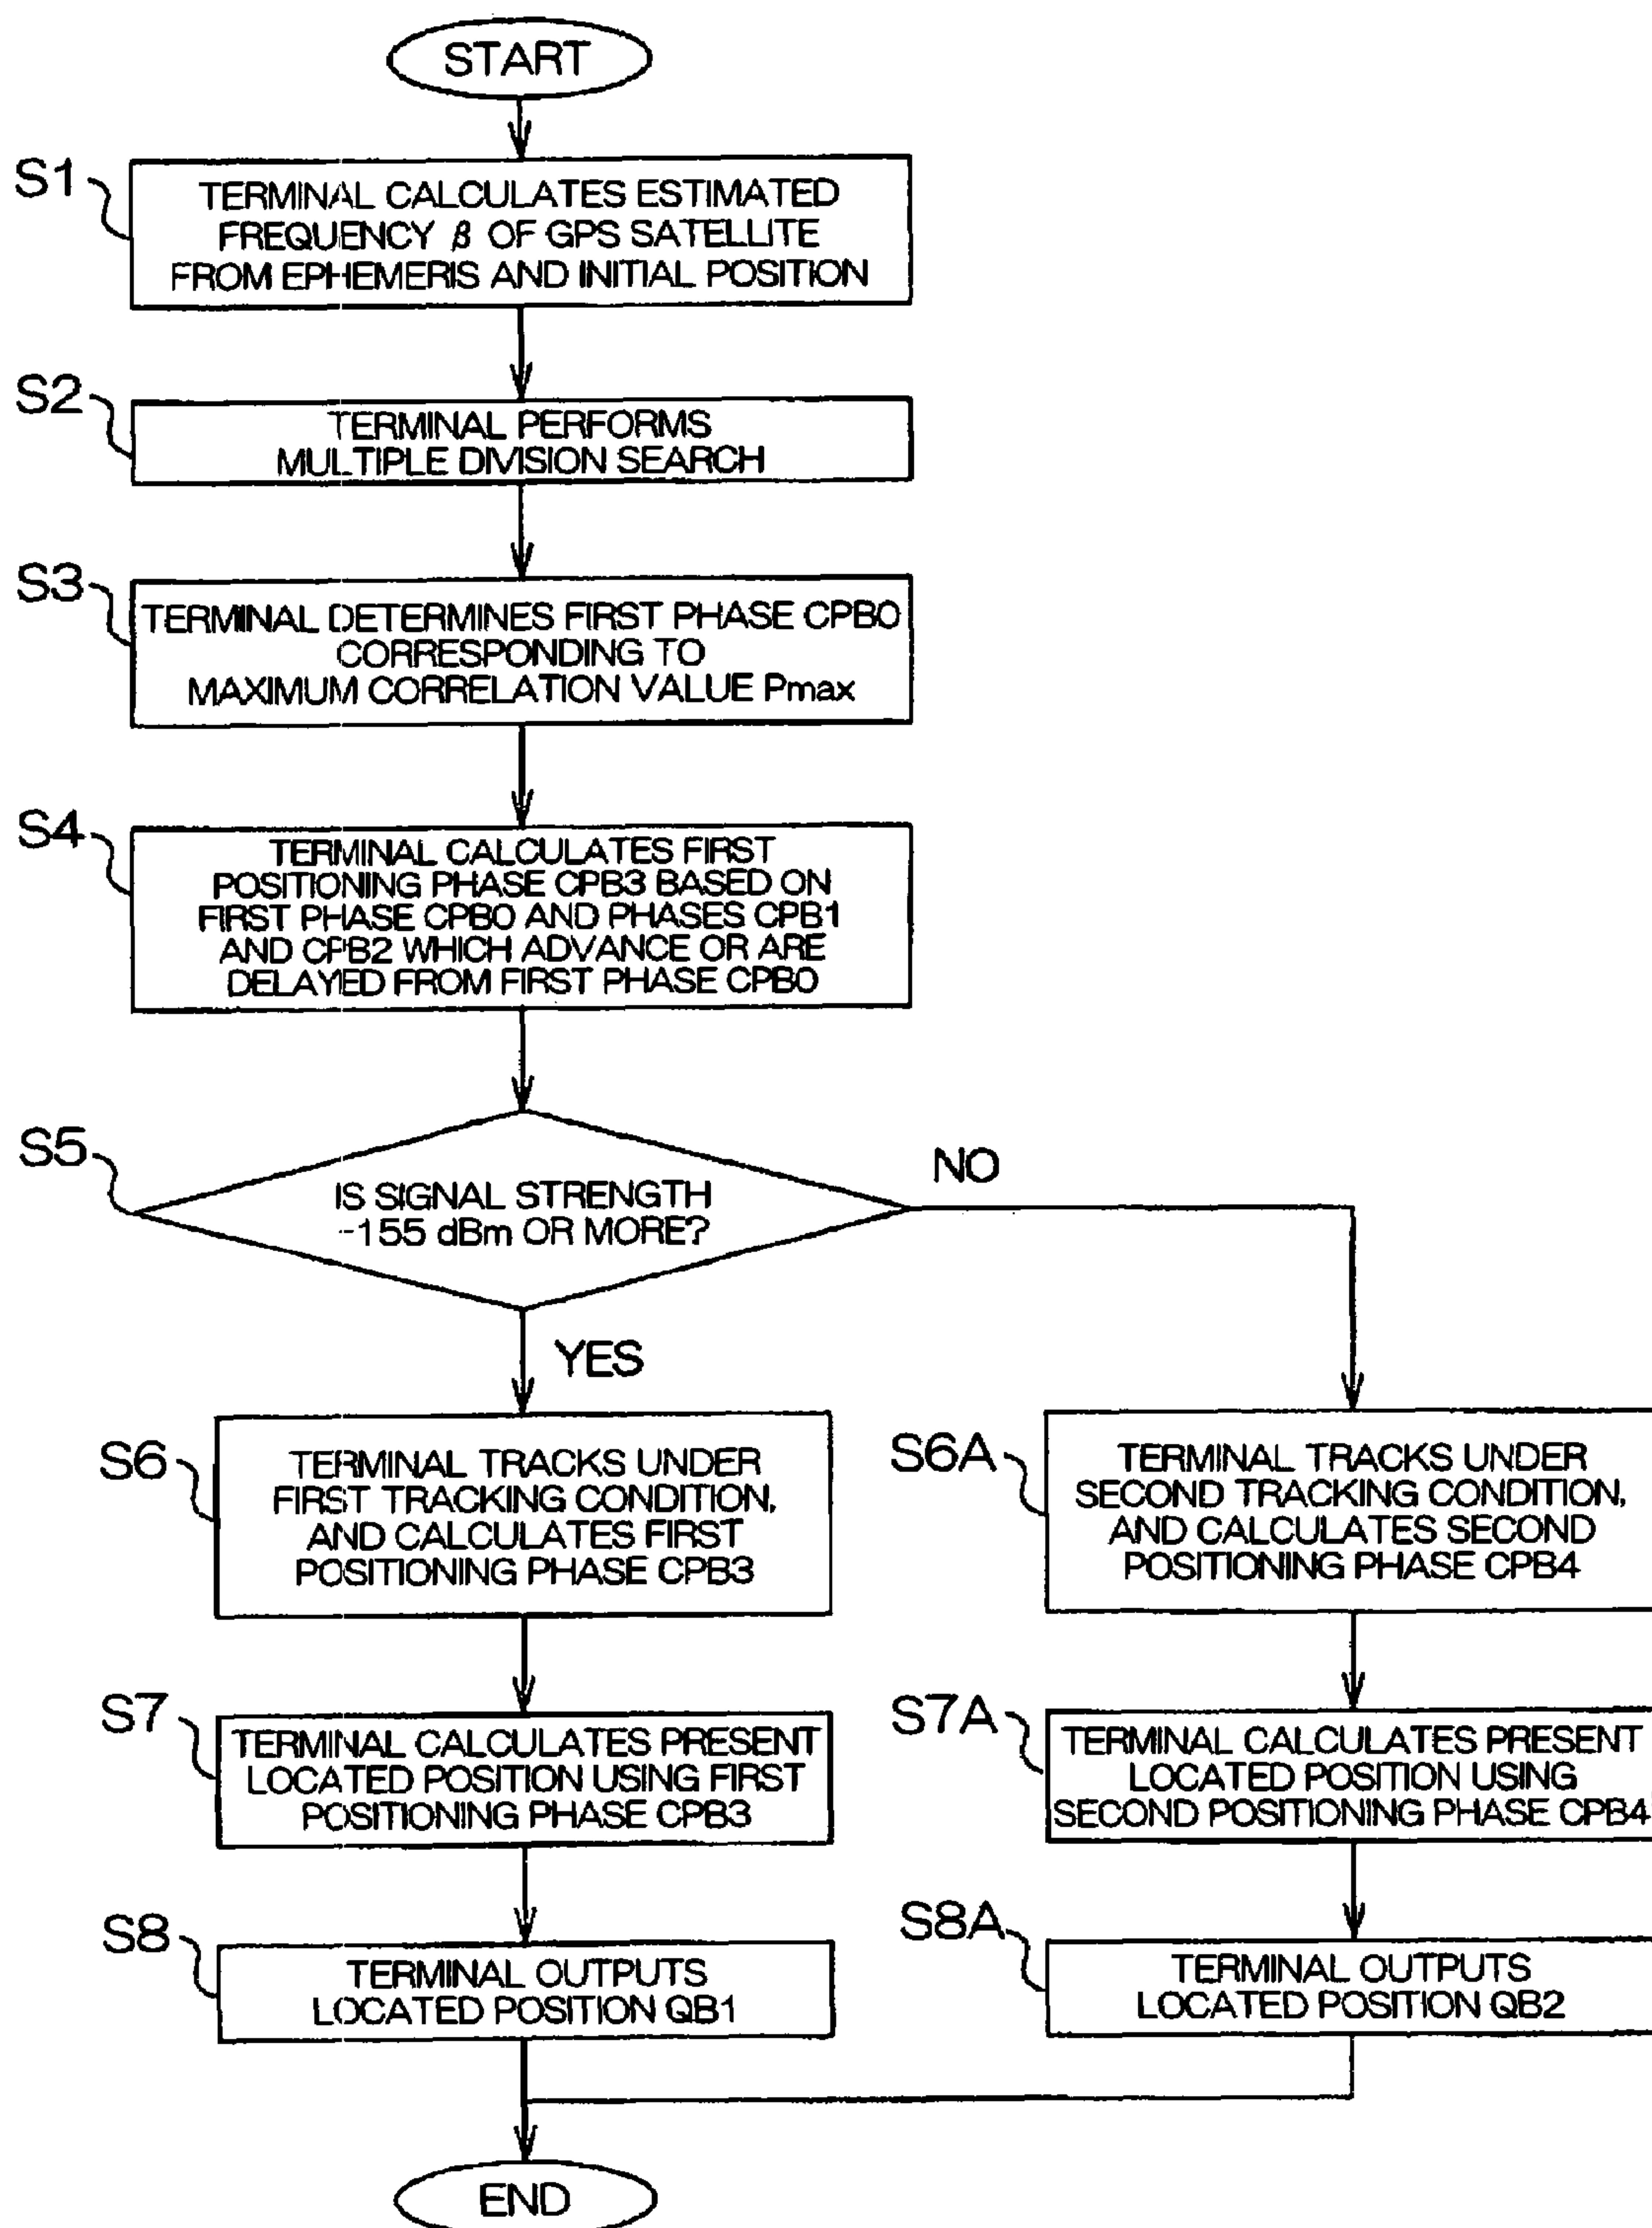 START
S1
TERMINAL CALCULATES ESTIMATED
FREQUENCY β OF GPS SATELLITE
FROM EPHEMERIS AND INITIAL POSITION
S2
TERMINAL PERFORMS
MULTIPLE DIVISION SEARCH
S3
TERMINAL DETERMINES FIRST PHASE CPB0
CORRESPONDING TO
MAXIMUM CORRELATION VALUE Pmax
S4
TERMINAL CALCULATES FIRST
POSITIONING PHASE CPB3 BASED ON
FIRST PHASE CPB0 AND PHASES CPB1
AND CPB2 WHICH ADVANCE OR ARE
DELAYED FROM FIRST PHASE CPB0
S5
IS SIGNAL STRENGTH
-155 dBm OR MORE?
NO
YES
S6
TERMINAL TRACKS UNDER
FIRST TRACKING CONDITION,
AND CALCULATES FIRST
POSITIONING PHASE CPB3
S6A
TERMINAL TRACKS UNDER
SECOND TRACKING CONDITION,
AND CALCULATES SECOND
POSITIONING PHASE CPB4
S7
TERMINAL CALCULATES PRESENT
LOCATED POSITION USING FIRST
POSITIONING PHASE CPB3
S7A
TERMINAL CALCULATES PRESENT
LOCATED POSITION USING
SECOND POSITIONING PHASE CPB4
S8
TERMINAL OUTPUTS
LOCATED POSITION QB1
S8A
TERMINAL OUTPUTS
LOCATED POSITION QB2
END